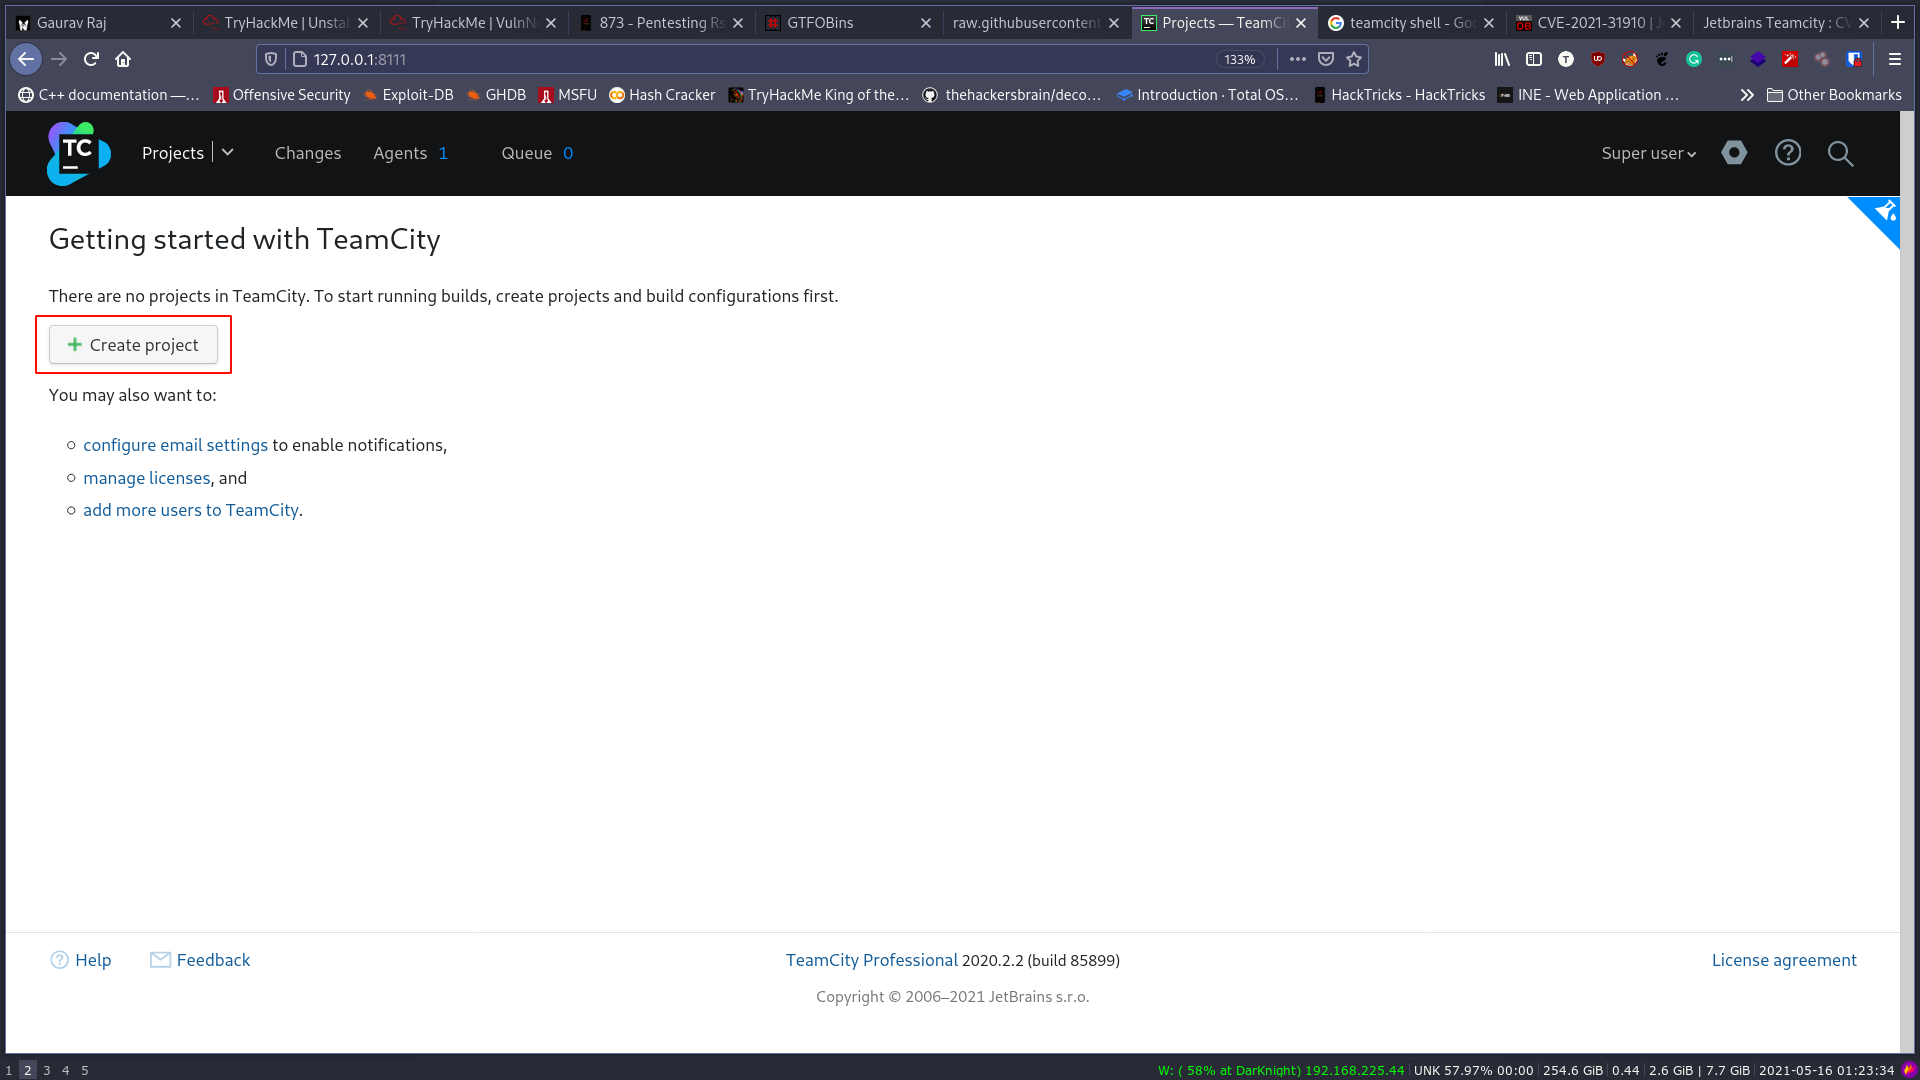 Gaurav Raj
TryHackMe | Unstab
TryHackMe | VulnNe
873 - Pentesting Rs
GTFOBins
raw.githubusercontent
Projects — TeamCit
teamcity shell - Goo
CVE-2021-31910 | Je
Jetbrains Teamcity : CV
127.0.0.1:8111
133%
C++ documentation —...
Offensive Security
Exploit-DB
GHDB
MSFU
Hash Cracker
TryHackMe King of the...
thehackersbrain/deco...
Introduction · Total OS...
HackTricks - HackTricks
INE - Web Application ...
Other Bookmarks
TC
Projects
Changes
Agents 1
Queue 0
Super user
Getting started with TeamCity
There are no projects in TeamCity. To start running builds, create projects and build configurations first.
+ Create project
You may also want to:
configure email settings to enable notifications,
manage licenses, and
add more users to TeamCity.
Help
Feedback
TeamCity Professional 2020.2.2 (build 85899)
License agreement
Copyright © 2006–2021 JetBrains s.r.o.
1 2 3 4 5
W: ( 58% at DarKnight) 192.168.225.44 | UNK 57.97% 00:00 | 254.6 GiB | 0.44 | 2.6 GiB | 7.7 GiB | 2021-05-16 01:23:34